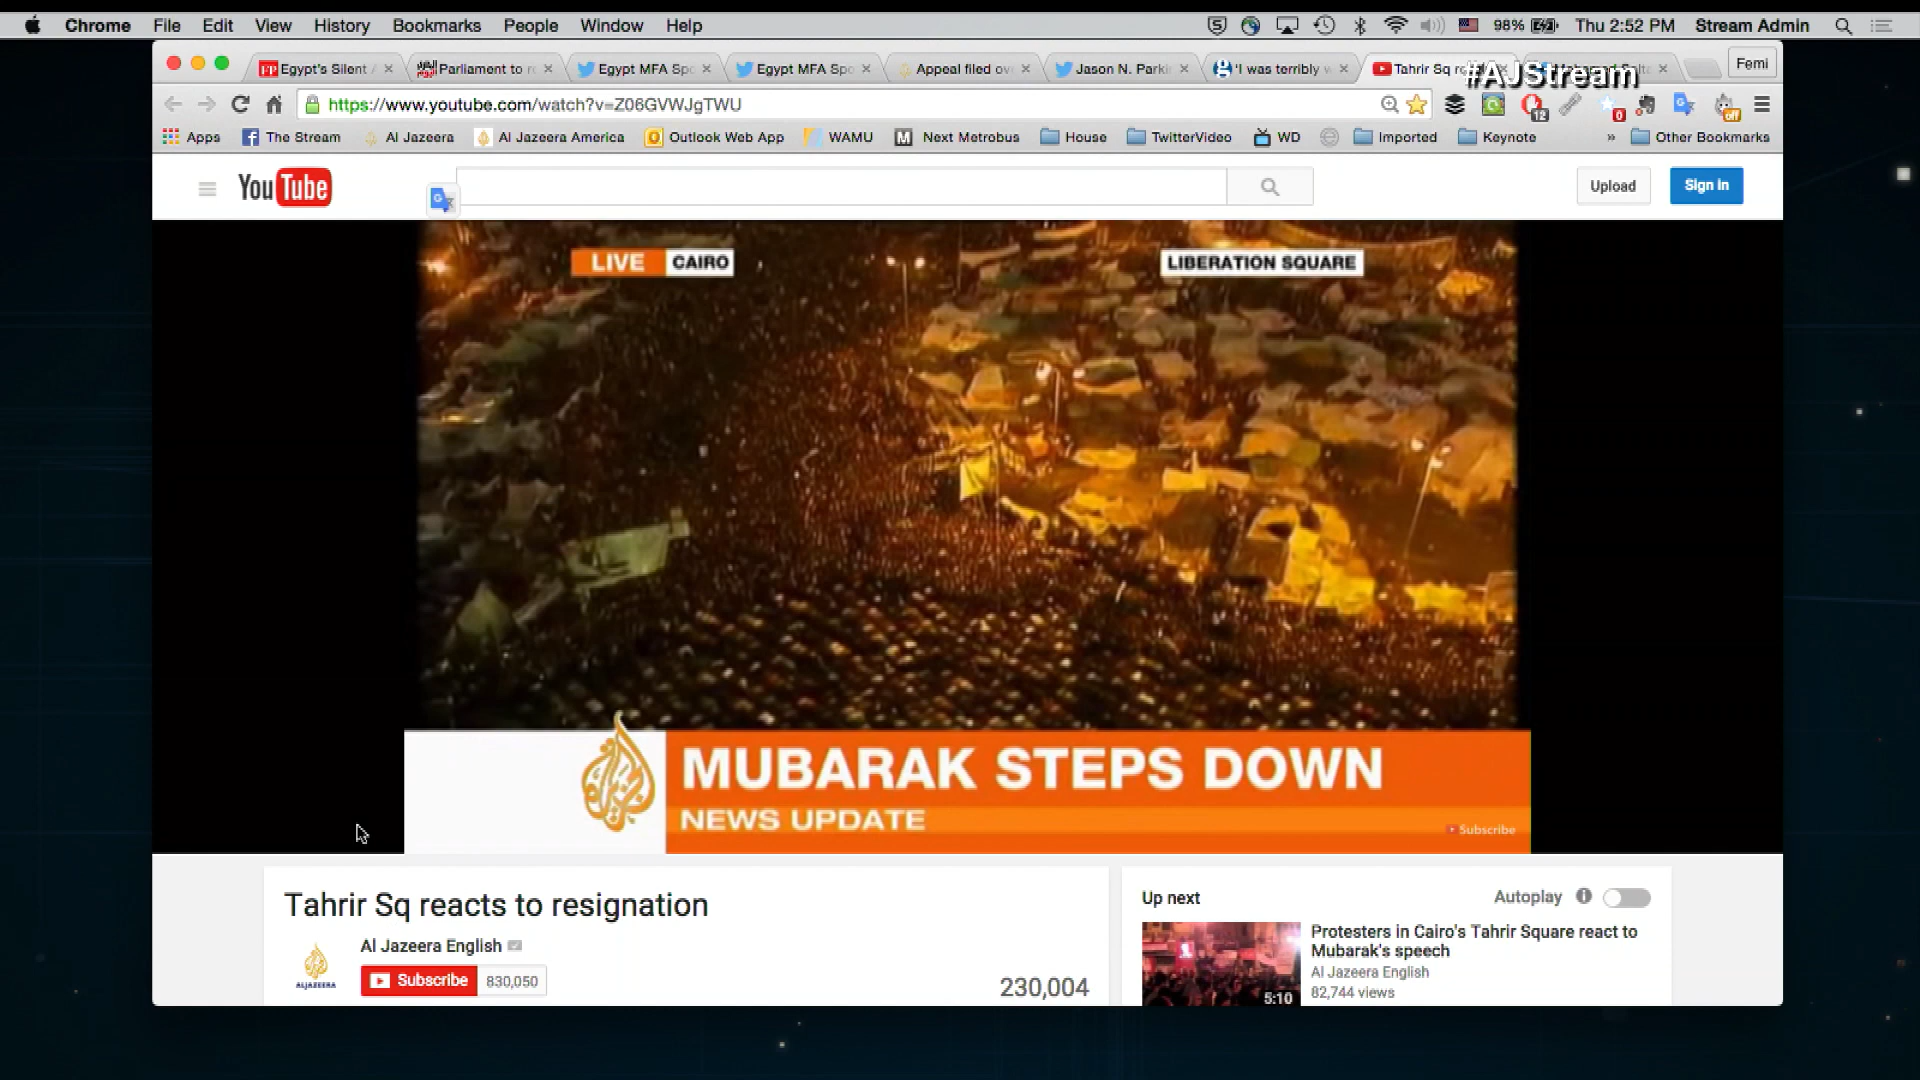 Chrome File Edit View History Bookmarks People Window Help 98% Thu 2:52 PM Stream Admin
Egypt's Silent Parliament to r Egypt MFA Spo Egypt MFA Spo Appeal filed ov Jason N. Parki 'I was terribly w Tahrir Sq re Femi
#AJStream
https://www.youtube.com/watch?v=Z06GVWJgTWU
12 0 off
Apps The Stream Al Jazeera Al Jazeera America Outlook Web App WAMU Next Metrobus House TwitterVideo WD Imported Keynote » Other Bookmarks
YouTube Upload Sign in
LIVE CAIRO
LIBERATION SQUARE
MUBARAK STEPS DOWN
NEWS UPDATE
Subscribe
Tahrir Sq reacts to resignation
Al Jazeera English
ALJAZEERA
Subscribe 830,050
230,004
Up next Autoplay
Protesters in Cairo's Tahrir Square react to
Mubarak's speech
Al Jazeera English
82,744 views
5:10